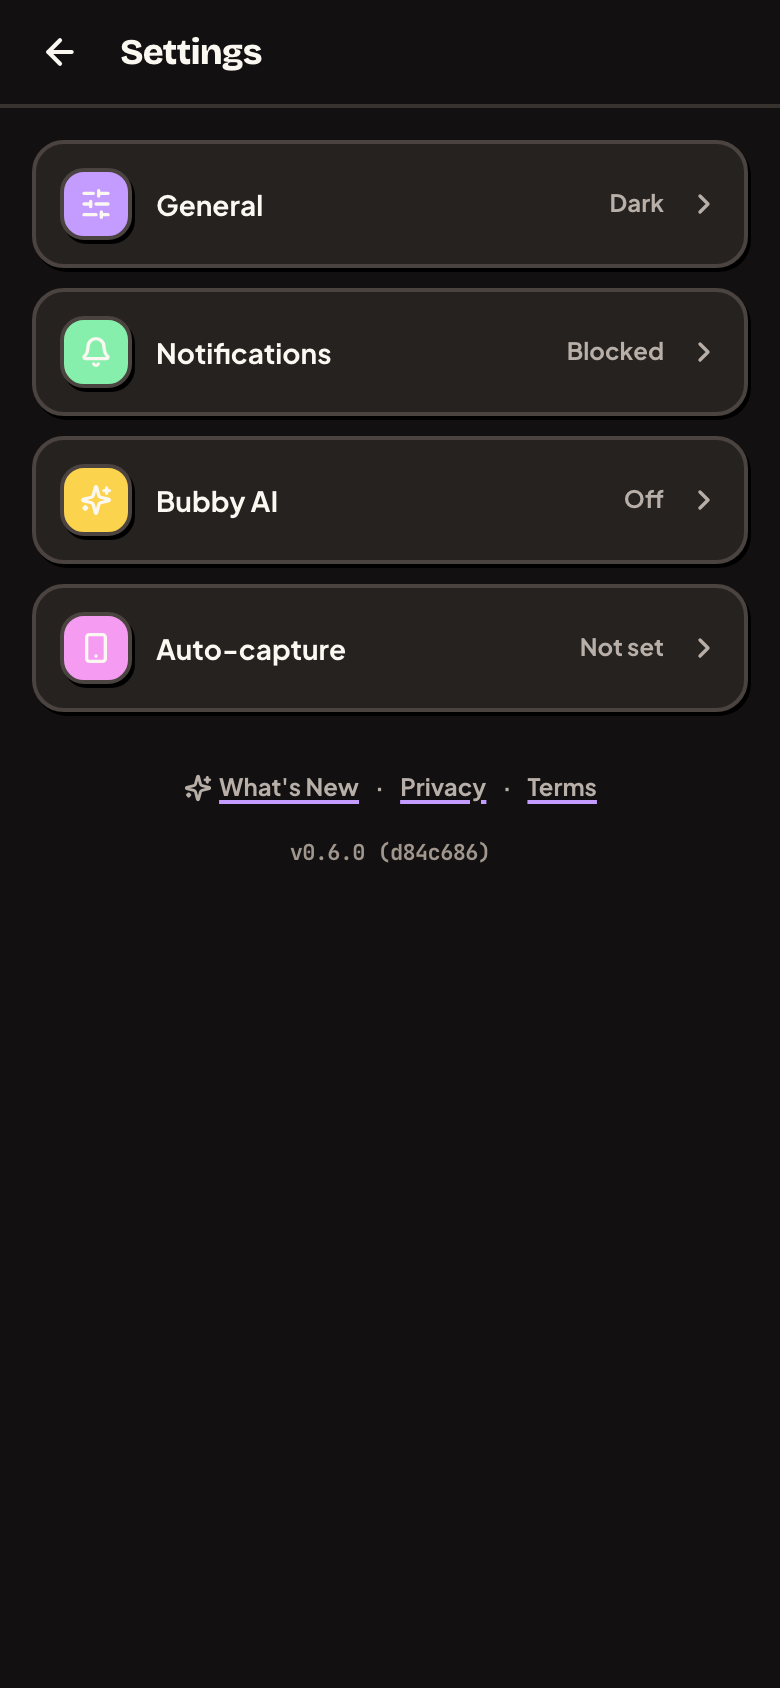 Settings
General Dark
Notifications Blocked
Bubby AI Off
Auto-capture Not set
What's New · Privacy · Terms
v0.6.0 (d84c686)